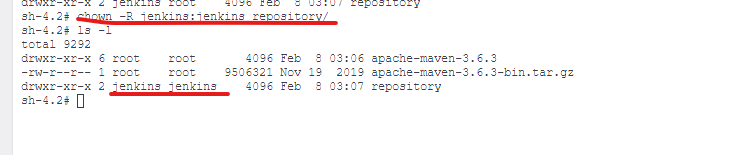 drwxr-xr-x 2 jenkins root    4096 Feb  8 03:07 repository
sh-4.2# chown -R jenkins:jenkins repository/
sh-4.2# ls -l
total 9292
drwxr-xr-x 6 root    root       4096 Feb  8 03:06 apache-maven-3.6.3
-rw-r--r-- 1 root    root    9506321 Nov 19  2019 apache-maven-3.6.3-bin.tar.gz
drwxr-xr-x 2 jenkins jenkins    4096 Feb  8 03:07 repository
sh-4.2#